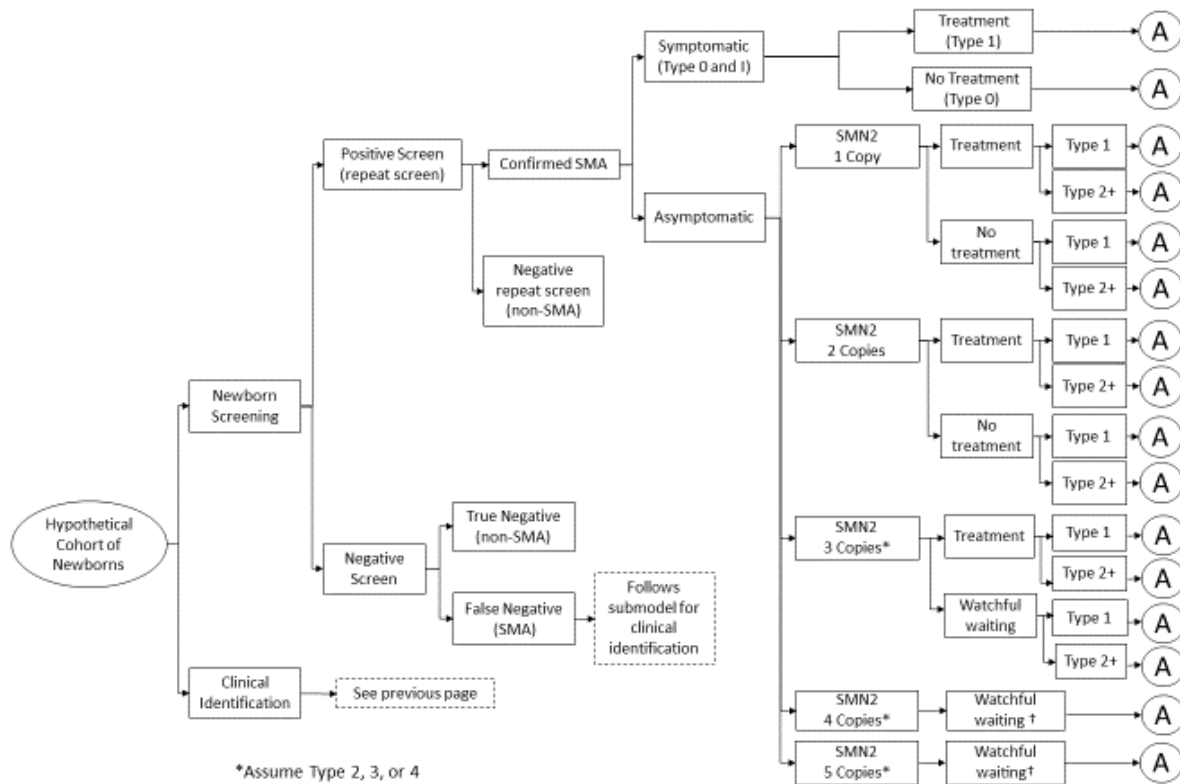 Treatment
(Type 1)
A
Symptomatic
(Type 0 and I)
No Treatment
(Type 0)
A
SMN2
1 Copy
Treatment
Type 1
A
Positive Screen
(repeat screen)
Confirmed SMA
Type 2+
A
Asymptomatic
No
treatment
Type 1
A
Negative
repeat screen
(non-SMA)
Type 2+
A
SMN2
2 Copies
Treatment
Type 1
A
Type 2+
A
Newborn
Screening
No
treatment
Type 1
A
Type 2+
A
Hypothetical
Cohort of
Newborns
True Negative
(non-SMA)
SMN2
3 Copies*
Treatment
Type 1
A
Negative
Screen
Type 2+
A
False Negative
(SMA)
Follows
submodel for
clinical
identification
Watchful
waiting
Type 1
A
Type 2+
A
Clinical
Identification
See previous page
SMN2
4 Copies*
Watchful
waiting †
A
SMN2
5 Copies*
Watchful
waiting†
A
*Assume Type 2, 3, or 4